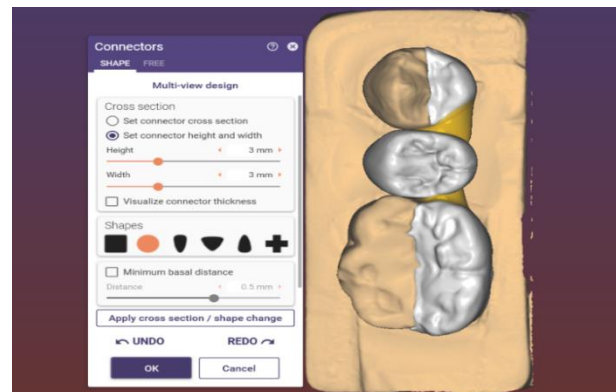 Connectors
SHAPE FREE
Multi-view design
Cross section
Set connector cross section
Set connector height and width
Height 3 mm
Width 3 mm
Visualize connector thickness
Shapes
Minimum basal distance
Distance 0.5 mm
Apply cross section / shape change
UNDO REDO
OK Cancel